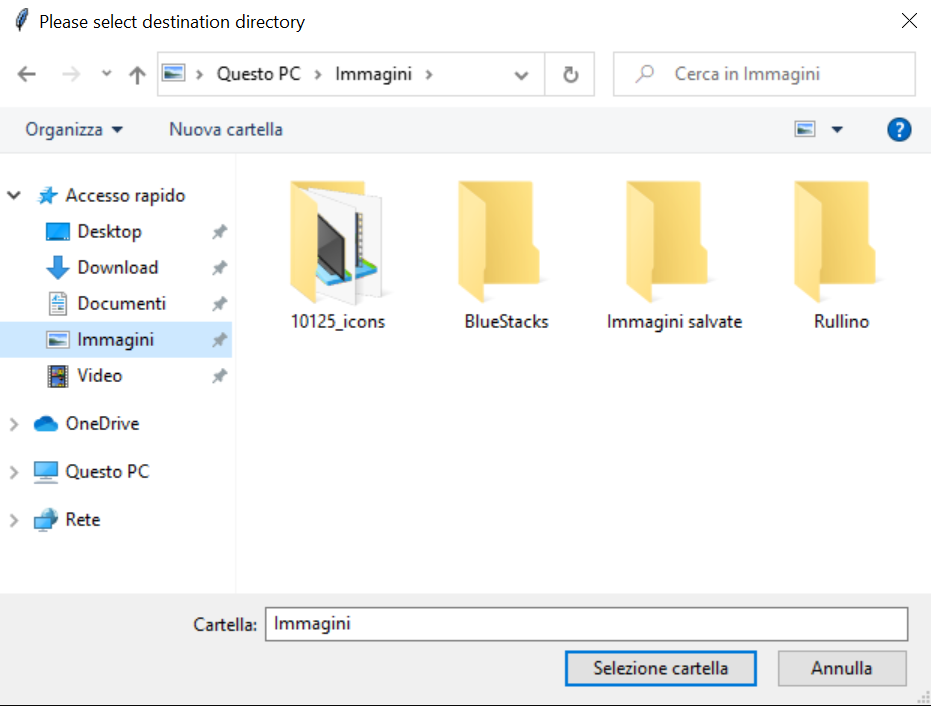 Please select destination directory
Questo PC > Immagini >
Cerca in Immagini
Organizza
Nuova cartella
?
Accesso rapido
Desktop
Download
Documenti
Immagini
Video
OneDrive
Questo PC
Rete
10125_icons
BlueStacks
Immagini salvate
Rullino
Cartella: Immagini
Selezione cartella
Annulla